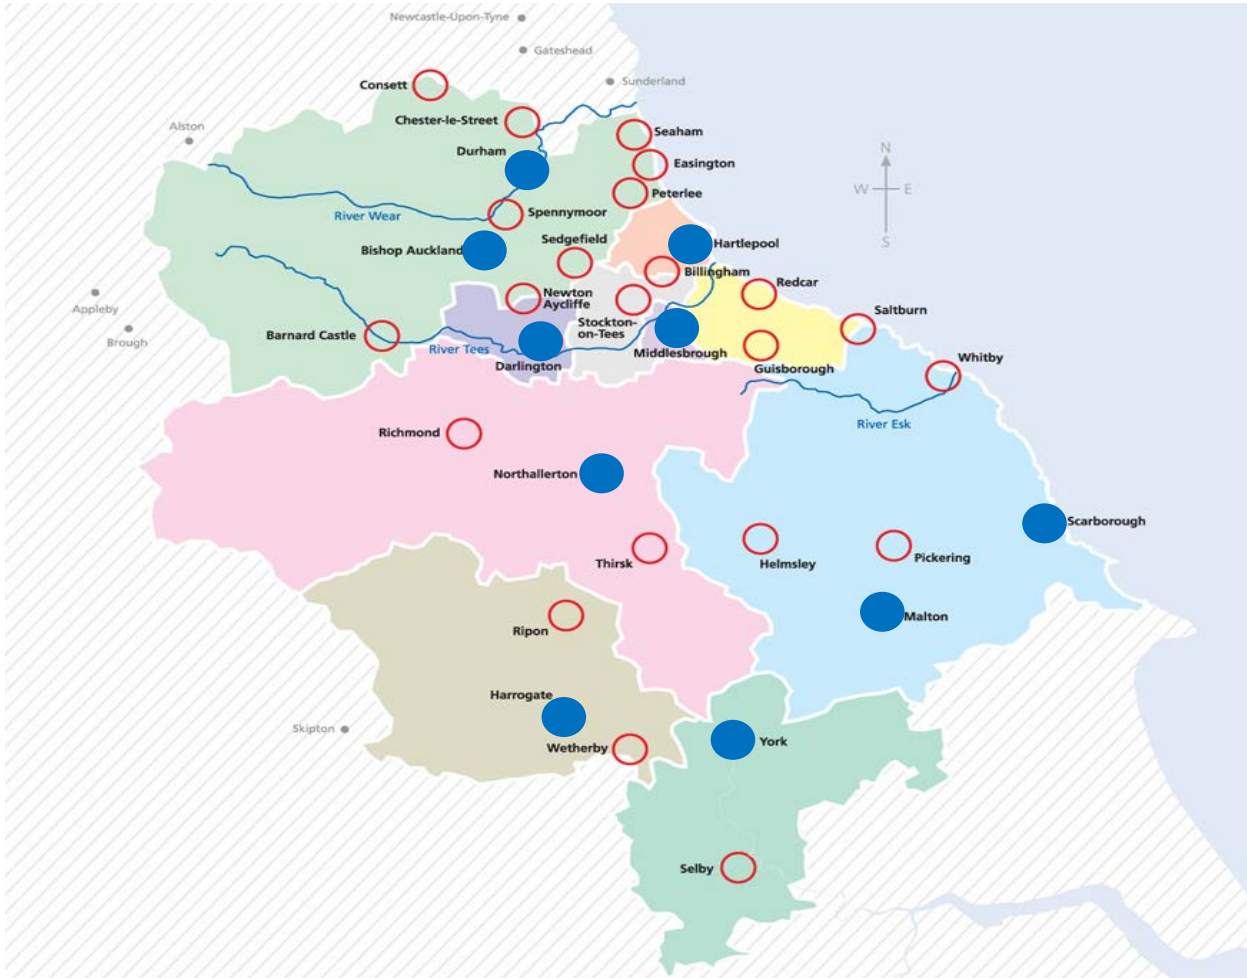 Newcastle-Upon-Tyne
Gateshead
Consett
Sunderland
Chester-le-Street
Alston
Seaham
Durham
Easington
N
W
E
S
Peterlee
River Wear
Spennymoor
Sedgefield
Bishop Auckland
Hartlepool
Billingham
Redcar
Newton
Aycliffe
Appleby
Saltburn
Stockton-
on-Tees
Barnard Castle
Brough
River Tees
Middlesbrough
Whitby
Darlington
Guisborough
River Esk
Richmond
Northallerton
Scarborough
Thirsk
Helmsley
Pickering
Malton
Ripon
Harrogate
Skipton
Wetherby
York
Selby